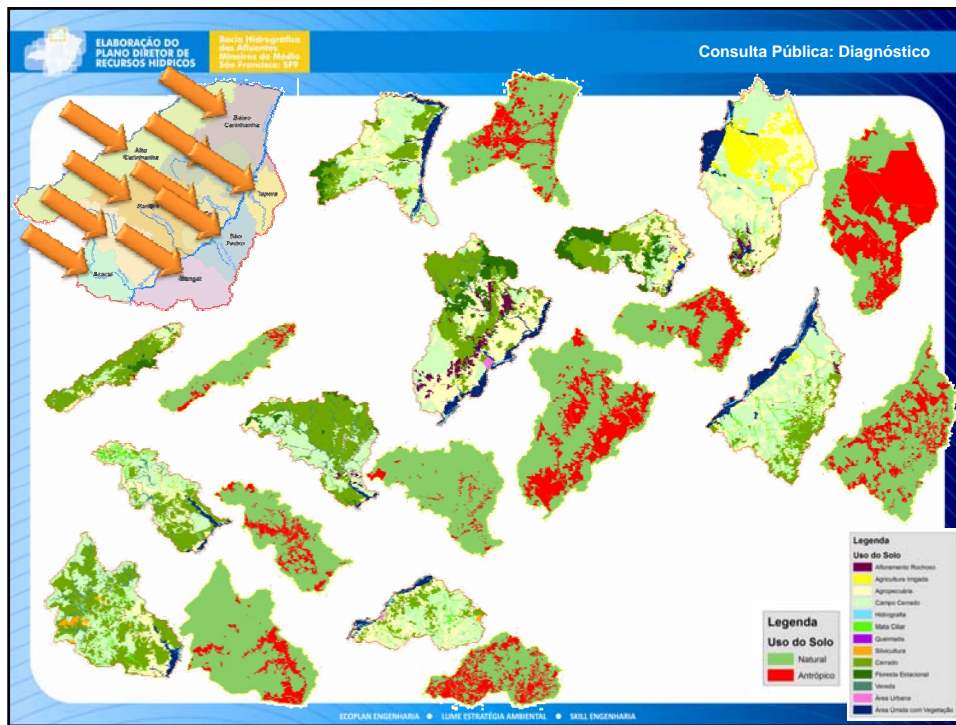 ELABORAÇÃO DO
PLANO DIRETOR DE
RECURSOS HÍDRICOS
Bacia Hidrográfica
dos Afluentes
Mineiros do Médio
São Francisco: SF9
Consulta Pública: Diagnóstico
Baixo
Carinhanha
Alto
Carinhanha
Itapera
São
Pedro
Acari
Mangaí
Legenda
Uso do Solo
Natural
Antrópico
Legenda
Uso do Solo
Afloramento Rochoso
Agricultura Irrigada
Agropecuária
Campo Cerrado
Hidrografia
Mata Ciliar
Queimada
Silvicultura
Cerrado
Floresta Estacional
Vereda
Área Urbana
Área Úmida com Vegetação
ECOPLAN ENGENHARIA ● LUME ESTRATÉGIA AMBIENTAL ● SKILL ENGENHARIA